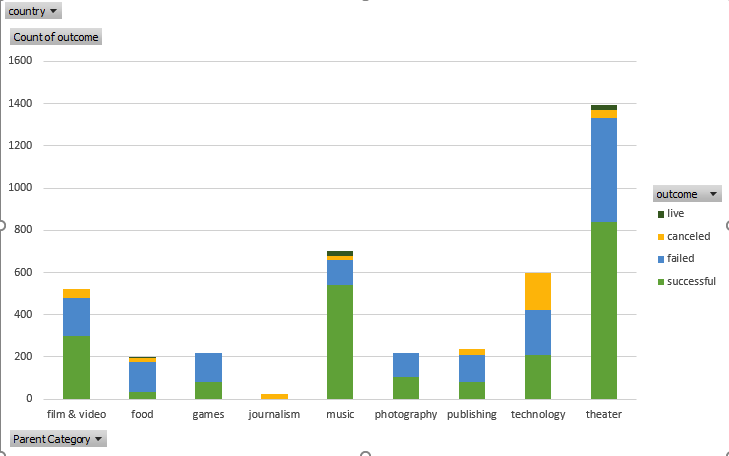 country
Count of outcome
1600
1400
1200
1000
800
600
400
200
0
film & video food games journalism music photography publishing technology theater
outcome
live
canceled
failed
successful
Parent Category